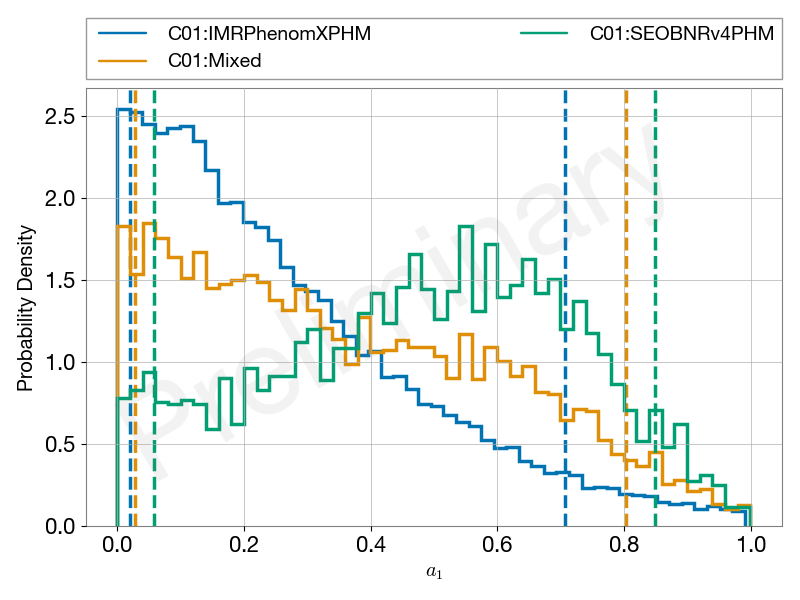 C01:IMRPhenomXPHM
C01:SEOBNRv4PHM
C01:Mixed
Probability Density
2.5
2.0
1.5
1.0
0.5
0.0
Preliminary
0.0 0.2 0.4 0.6 0.8 1.0
a₁